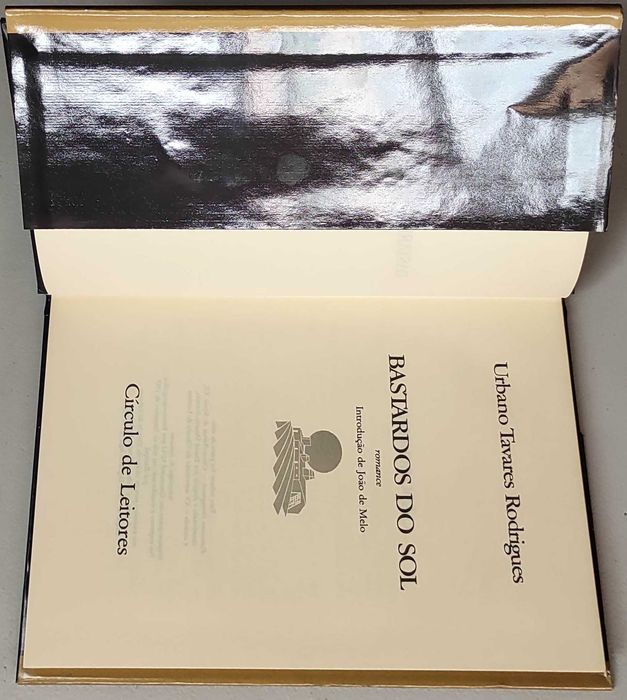 Urbano Tavares Rodrigues
BASTARDOS DO SOL
romance
Introdução de João de Melo
Círculo de Leitores